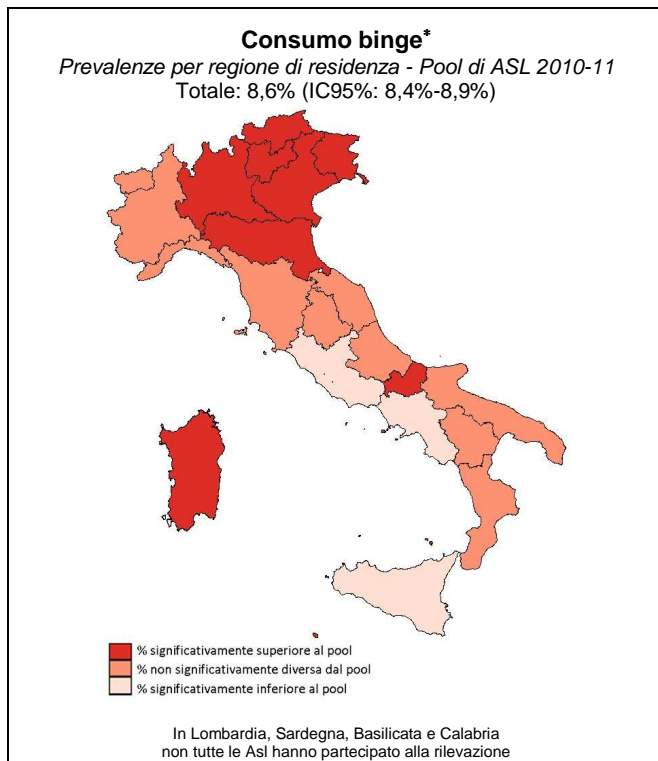 Consumo binge*
Prevalenze per regione di residenza - Pool di ASL 2010-11
Totale: 8,6% (IC95%: 8,4%-8,9%)
% significativamente superiore al pool
% non significativamente diversa dal pool
% significativamente inferiore al pool
In Lombardia, Sardegna, Basilicata e Calabria
non tutte le Asl hanno partecipato alla rilevazione